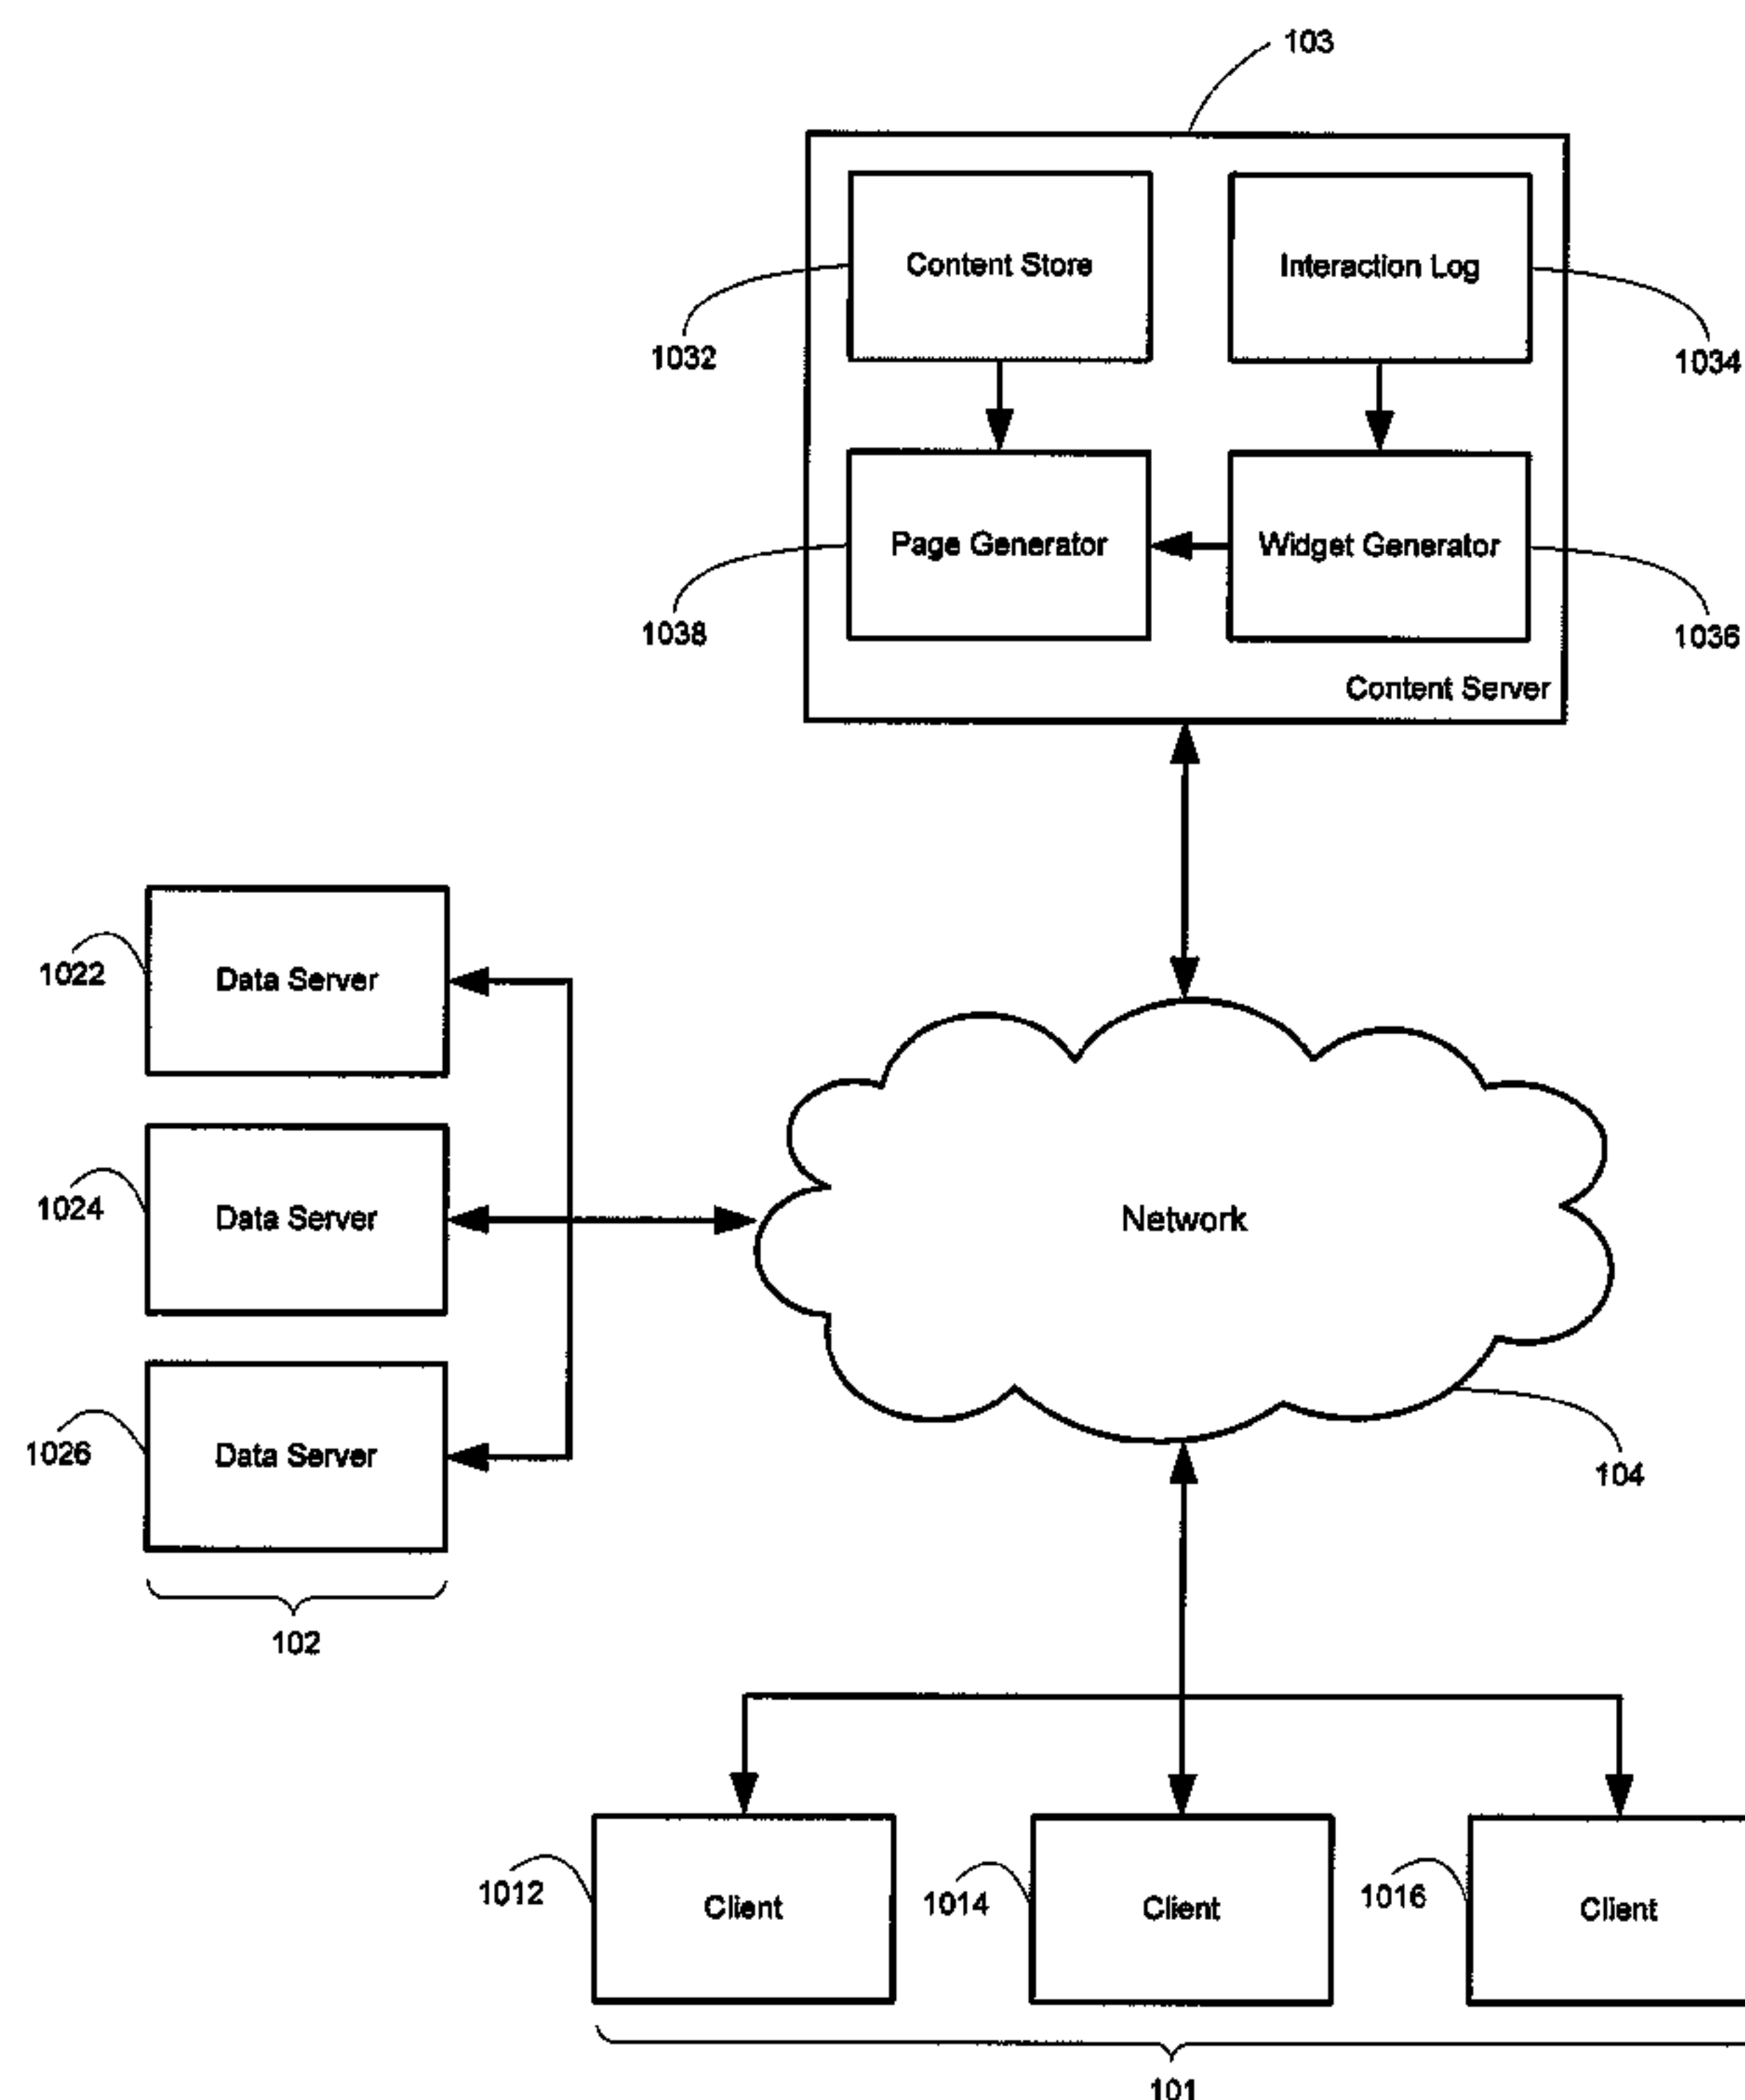 103
Content Store
Interaction Log
1032
1034
Page Generator
Widget Generator
1038
1036
Content Server
1022
Data Server
1024
Data Server
Network
1026
Data Server
104
102
1012
Client
1014
Client
1016
Client
101